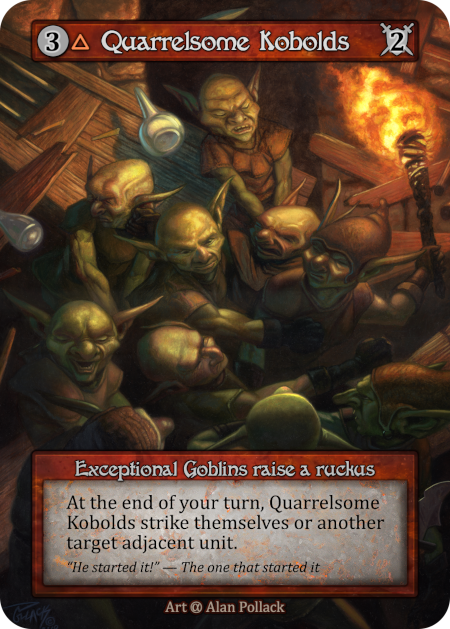 3 Quarrelsome Kobolds 2
Exceptional Goblins raise a ruckus
At the end of your turn, Quarrelsome
Kobolds strike themselves or another
target adjacent unit.
"He started it!" — The one that started it
Art @ Alan Pollack